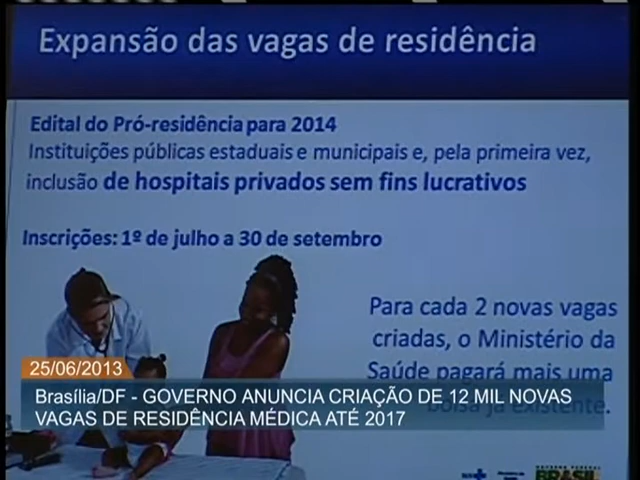 Expansão das vagas de residência
Edital do Pró-residência para 2014
Instituições públicas estaduais e municipais e, pela primeira vez,
inclusão de hospitais privados sem fins lucrativos
Inscrições: 1º de julho a 30 de setembro
Para cada 2 novas vagas
criadas, o Ministério da
Saúde pagará mais uma
bolsa já existente.
25/06/2013
Brasília/DF - GOVERNO ANUNCIA CRIAÇÃO DE 12 MIL NOVAS
VAGAS DE RESIDÊNCIA MÉDICA ATÉ 2017
BRASIL